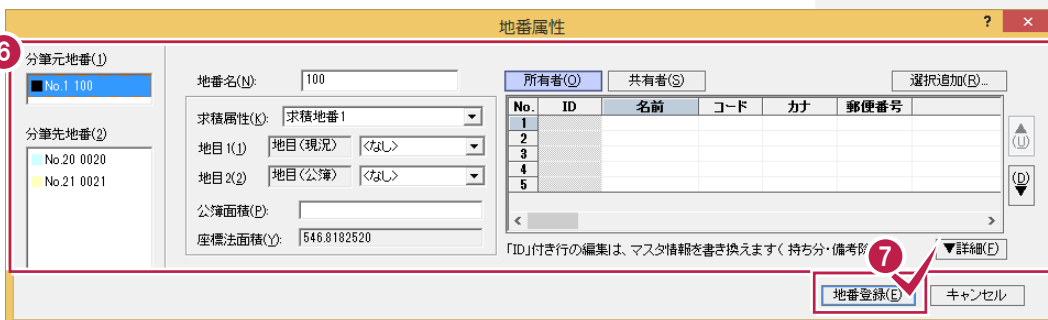 地番属性
? ×
6
分筆元地番(1)
No.1 100
分筆先地番(2)
No.20 0020
No.21 0021
地番名(N): 100
求積属性(K): 求積地番1
地目1(1) 地目(現況) <なし>
地目2(2) 地目(公簿) <なし>
公簿面積(P):
座標法面積(Y): 546.8182520
所有者(O) 共有者(S) 選択追加(R)...
No. ID 名前 コード カナ 郵便番号
1
2
3
4
5
(U)
(D)
「ID」付き行の編集は、マスタ情報を書き換えます(持ち分・備考除
▼詳細(F)
7
地番登録(E) キャンセル